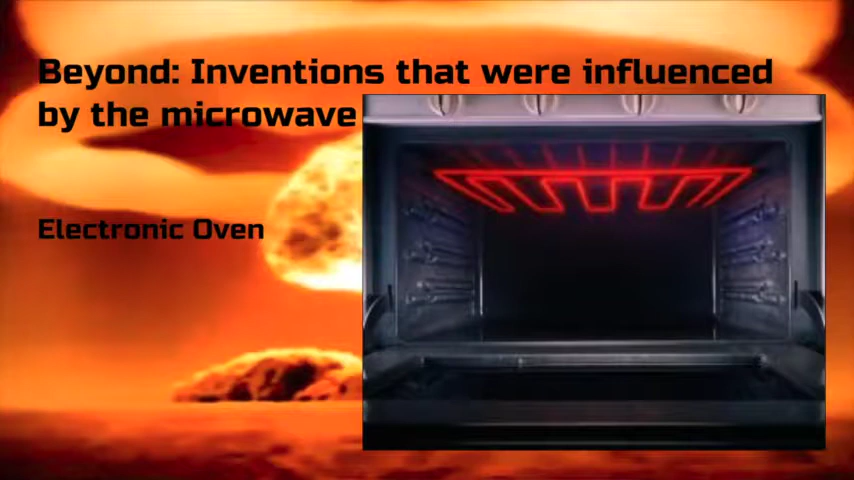 Beyond: Inventions that were influenced
by the microwave
Electronic Oven